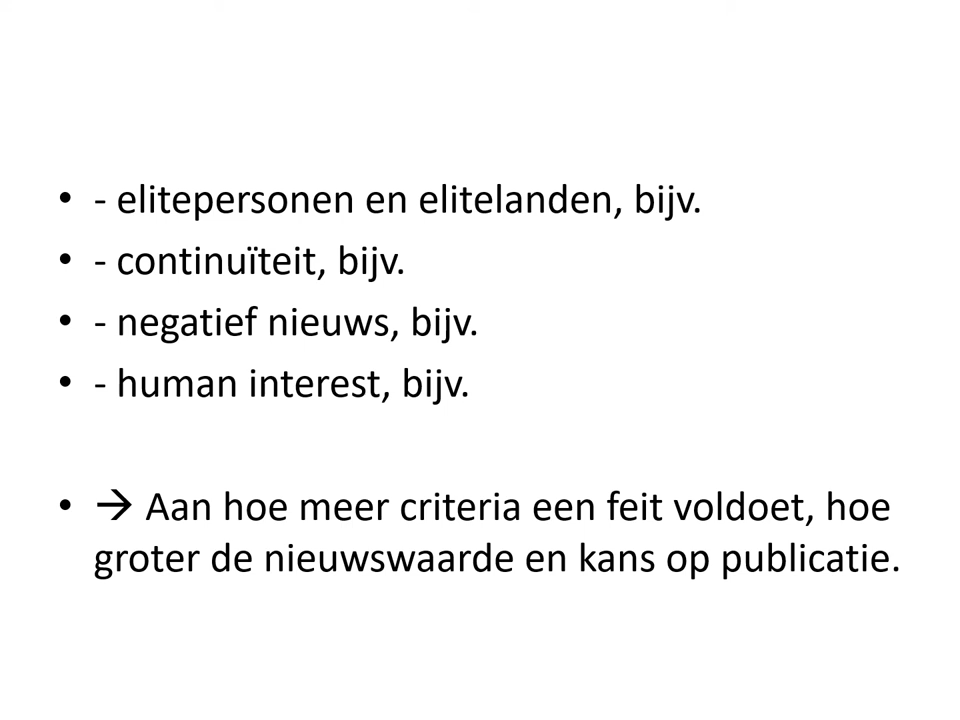 • - elitepersonen en elitelanden, bijv.
• - continuïteit, bijv.
• - negatief nieuws, bijv.
• - human interest, bijv.
• → Aan hoe meer criteria een feit voldoet, hoe
groter de nieuwswaarde en kans op publicatie.